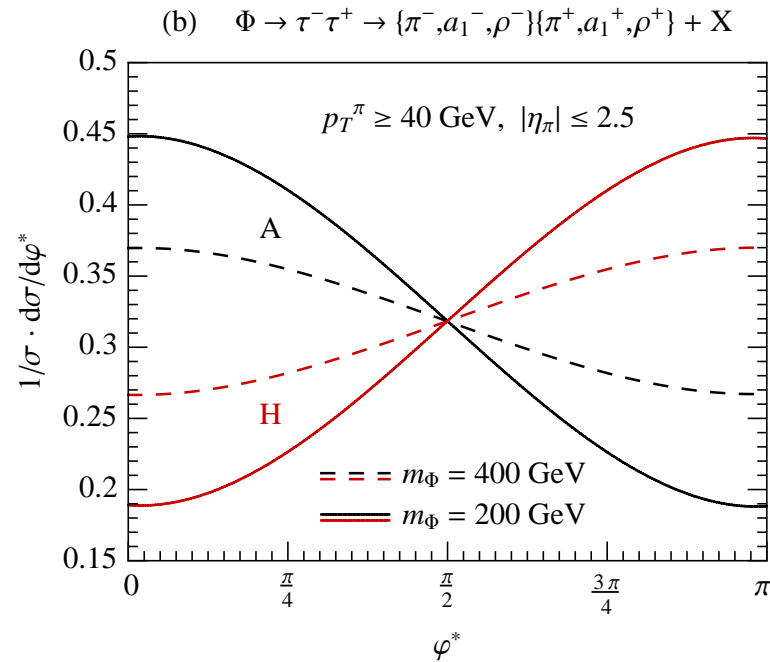 (b) Φ → τ⁻τ⁺ → {π⁻,a₁⁻,ρ⁻}{π⁺,a₁⁺,ρ⁺} + X
0.5
p_T^π ≥ 40 GeV, |η_π| ≤ 2.5
0.45
0.4
A
0.35
1/σ · dσ/dφ*
0.3
0.25
H
m_Φ = 400 GeV
0.2
m_Φ = 200 GeV
0.15
0 π/4 π/2 3π/4 π
φ*